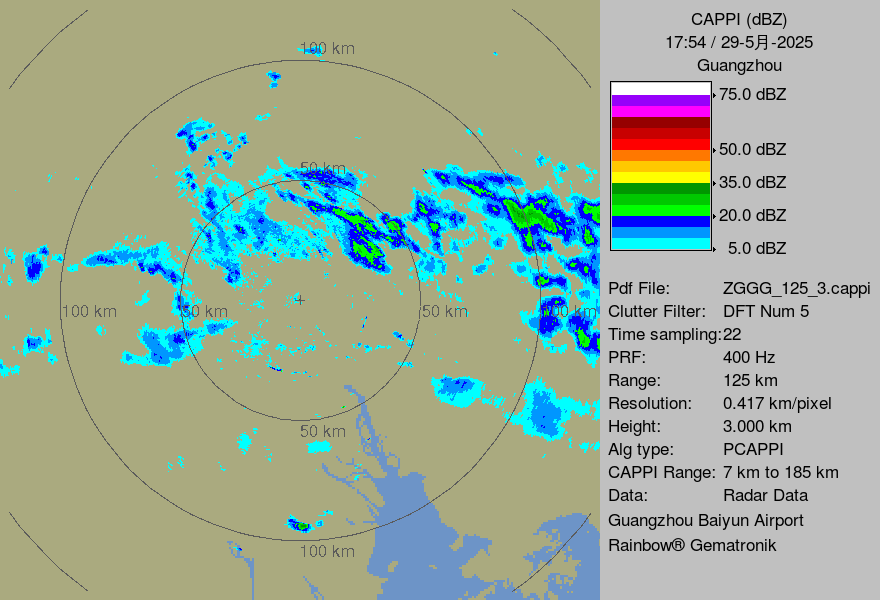 100 km
50 km
100 km
50 km
50 km
100 km
50 km
100 km
CAPPI (dBZ)
17:54 / 29-5月-2025
Guangzhou
75.0 dBZ
50.0 dBZ
35.0 dBZ
20.0 dBZ
5.0 dBZ
Pdf File: ZGGG_125_3.cappi
Clutter Filter: DFT Num 5
Time sampling:22
PRF: 400 Hz
Range: 125 km
Resolution: 0.417 km/pixel
Height: 3.000 km
Alg type: PCAPPI
CAPPI Range: 7 km to 185 km
Data: Radar Data
Guangzhou Baiyun Airport
Rainbow® Gematronik